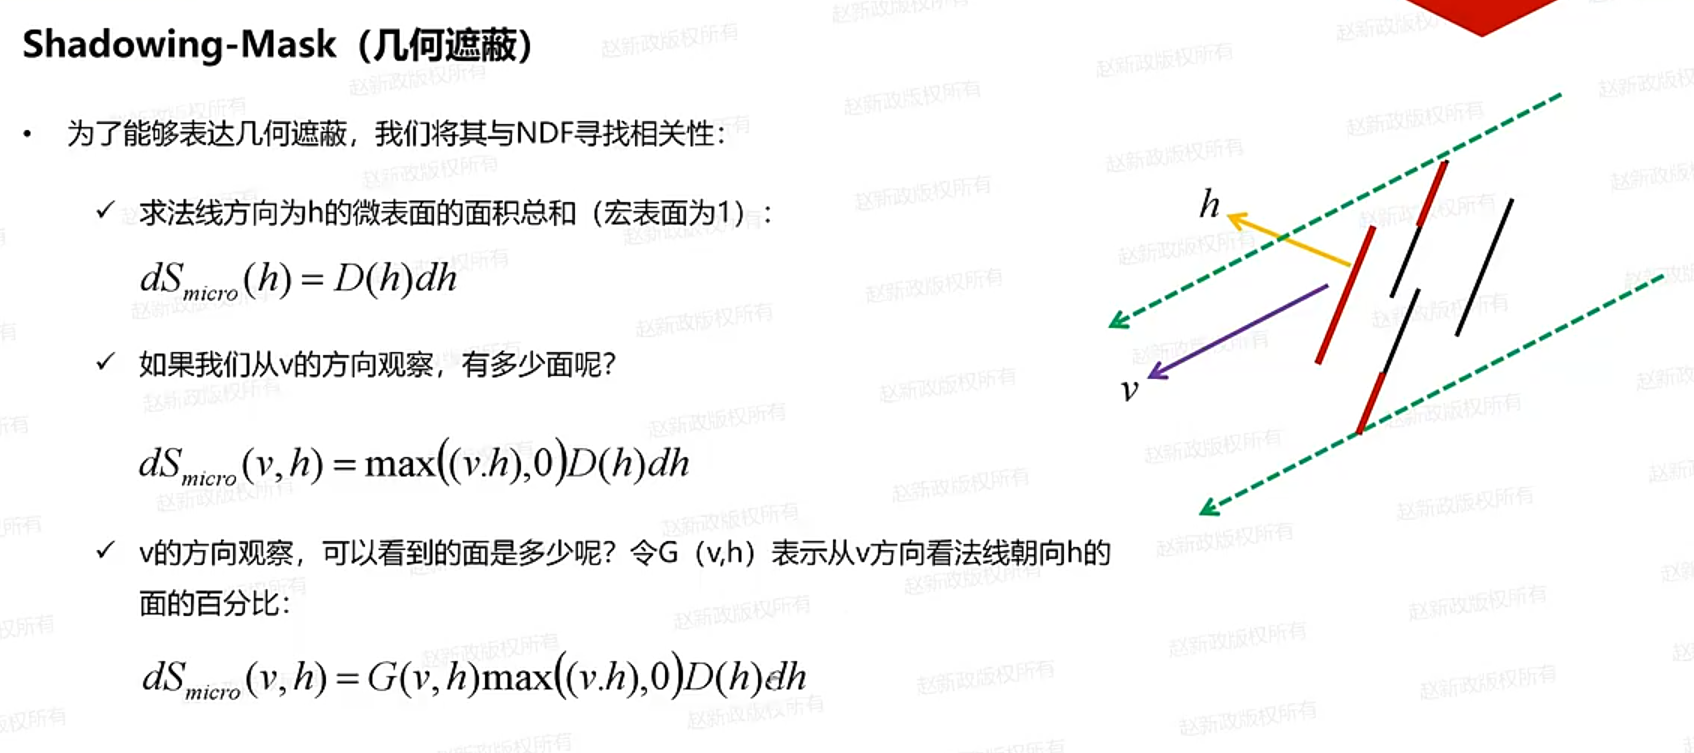 Shadowing-Mask（几何遮蔽）
• 为了能够表达几何遮蔽，我们将其与NDF寻找相关性：
✓ 求法线方向为h的微表面的面积总和（宏表面为1）:
dS_micro(h) = D(h)dh
✓ 如果我们从v的方向观察，有多少面呢？
dS_micro(v,h) = max((v.h),0)D(h)dh
✓ v的方向观察，可以看到的面是多少呢？令G（v,h）表示从v方向看法线朝向h的
面的百分比：
dS_micro(v,h) = G(v,h)max((v.h),0)D(h)dh
h
v
赵新政版权所有